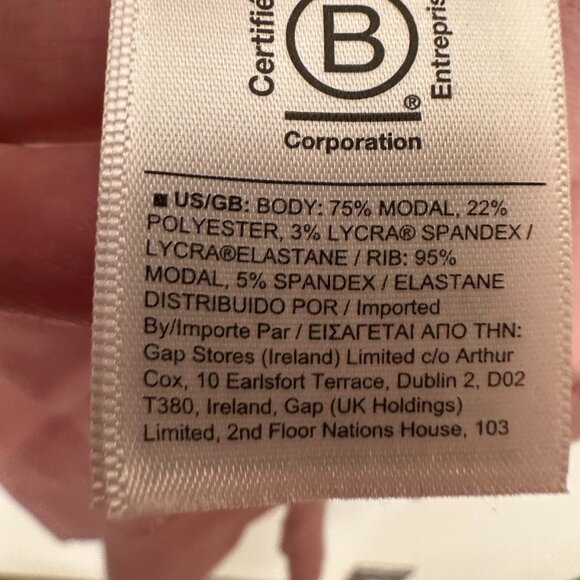 Certifié
B
Entrepris
®
Corporation
■ US/GB: BODY: 75% MODAL, 22%
POLYESTER, 3% LYCRA® SPANDEX /
LYCRA®ELASTANE / RIB: 95%
MODAL, 5% SPANDEX / ELASTANE
DISTRIBUIDO POR / Imported
By/Importe Par / ΕΙΣΑΓΕΤΑΙ ΑΠΟ ΤΗΝ:
Gap Stores (Ireland) Limited c/o Arthur
Cox, 10 Earlsfort Terrace, Dublin 2, D02
T380, Ireland, Gap (UK Holdings)
Limited, 2nd Floor Nations House, 103